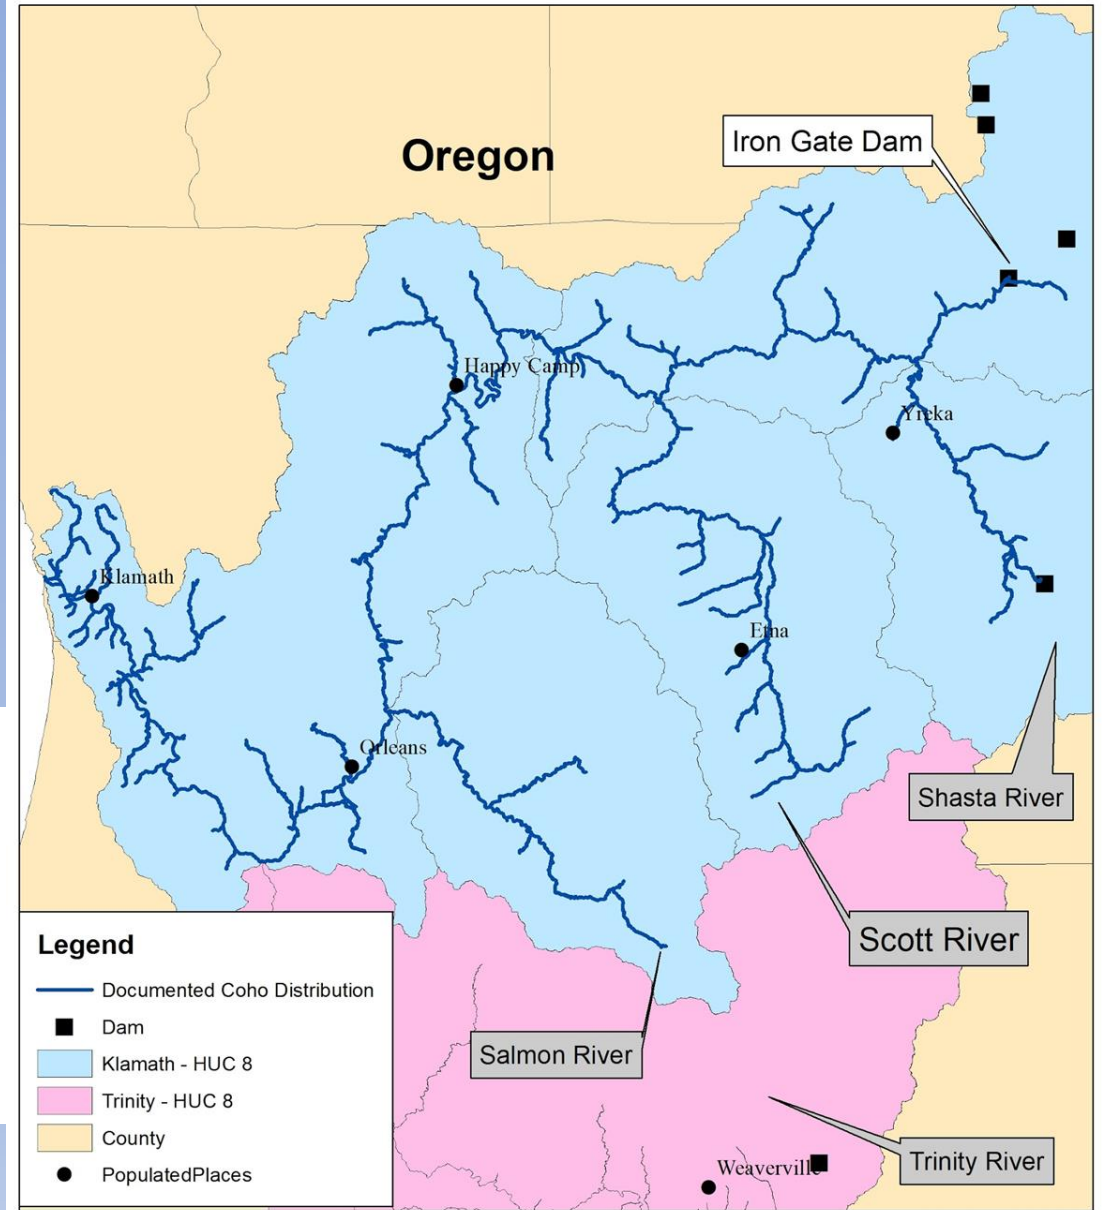 Oregon
Iron Gate Dam
Happy Camp
Yreka
Klamath
Etna
Orleans
Shasta River
Scott River
Salmon River
Trinity River
Weaverville
Legend
Documented Coho Distribution
Dam
Klamath - HUC 8
Trinity - HUC 8
County
PopulatedPlaces